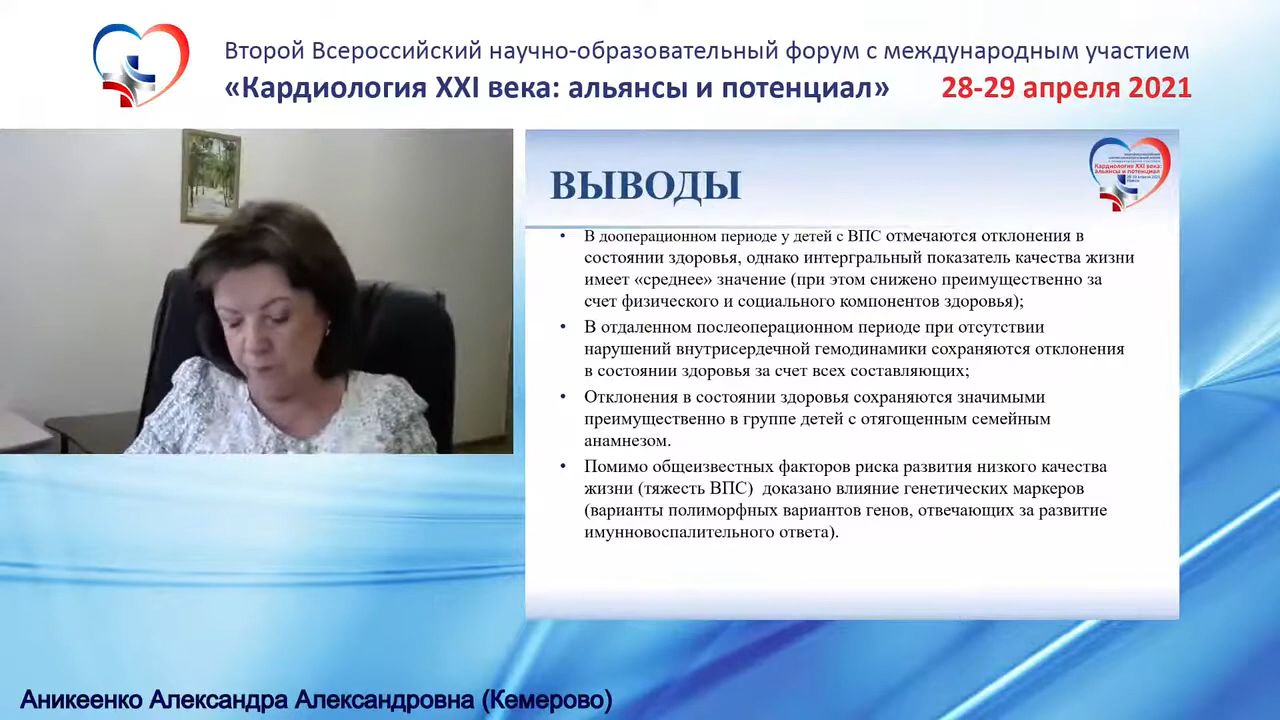 Второй Всероссийский научно-образовательный форум с международным участием
«Кардиология XXI века: альянсы и потенциал» 28-29 апреля 2021
ВЫВОДЫ
Кардиология XXI века:
альянсы и потенциал
• В дооперационном периоде у детей с ВПС отмечаются отклонения в
состоянии здоровья, однако интергральный показатель качества жизни
имеет «среднее» значение (при этом снижено преимущественно за
счет физического и социального компонентов здоровья);
• В отдаленном послеоперационном периоде при отсутствии
нарушений внутрисердечной гемодинамики сохраняются отклонения
в состоянии здоровья за счет всех составляющих;
• Отклонения в состоянии здоровья сохраняются значимыми
преимущественно в группе детей с отягощенным семейным
анамнезом.
• Помимо общеизвестных факторов риска развития низкого качества
жизни (тяжесть ВПС) доказано влияние генетических маркеров
(варианты полиморфных вариантов генов, отвечающих за развитие
имунновоспалительного ответа).
Аникеенко Александра Александровна (Кемерово)